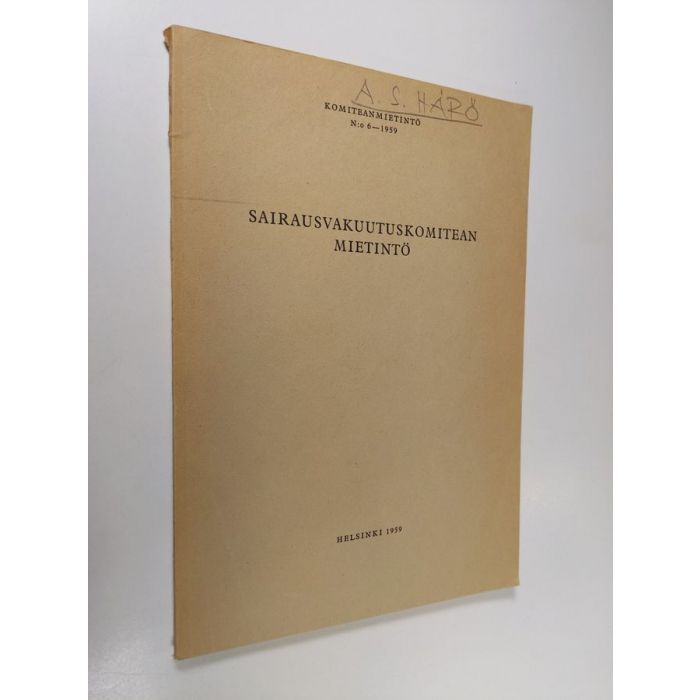 A. S. HÄRÖ
KOMITEANMIETINTÖ
N:o 6—1959
SAIRAUSVAKUUTUSKOMITEAN
MIETINTÖ
HELSINKI 1959